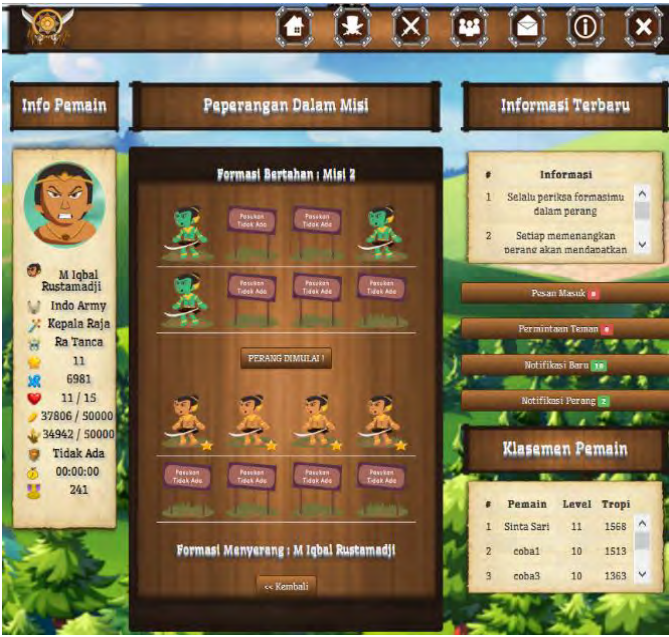 Info Pemain
Peperangan Dalam Misi
Informasi Terbaru
M Iqbal
Rustamadji
Indo Army
Kepala Raja
Ra Tanca
11
6981
11 / 15
37806 / 50000
34942 / 50000
Tidak Ada
00:00:00
241
Formasi Bertahan : Misi 2
Pasukan
Tidak Ada
Pasukan
Tidak Ada
Pasukan
Tidak Ada
Pasukan
Tidak Ada
Pasukan
Tidak Ada
PERANG DIMULAI !
Pasukan
Tidak Ada
Pasukan
Tidak Ada
Pasukan
Tidak Ada
Pasukan
Tidak Ada
Formasi Menyerang : M Iqbal Rustamadji
<< Kembali
# Informasi
1 Selalu periksa formasimu
dalam perang
2 Setiap memenangkan
perang akan mendapatkan
Pesan Masuk 0
Permintaan Teman 0
Notifikasi Baru 19
Notifikasi Perang 2
Klasemen Pemain
# Pemain Level Tropi
1 Sinta Sari 11 1568
2 coba1 10 1513
3 coba3 10 1363